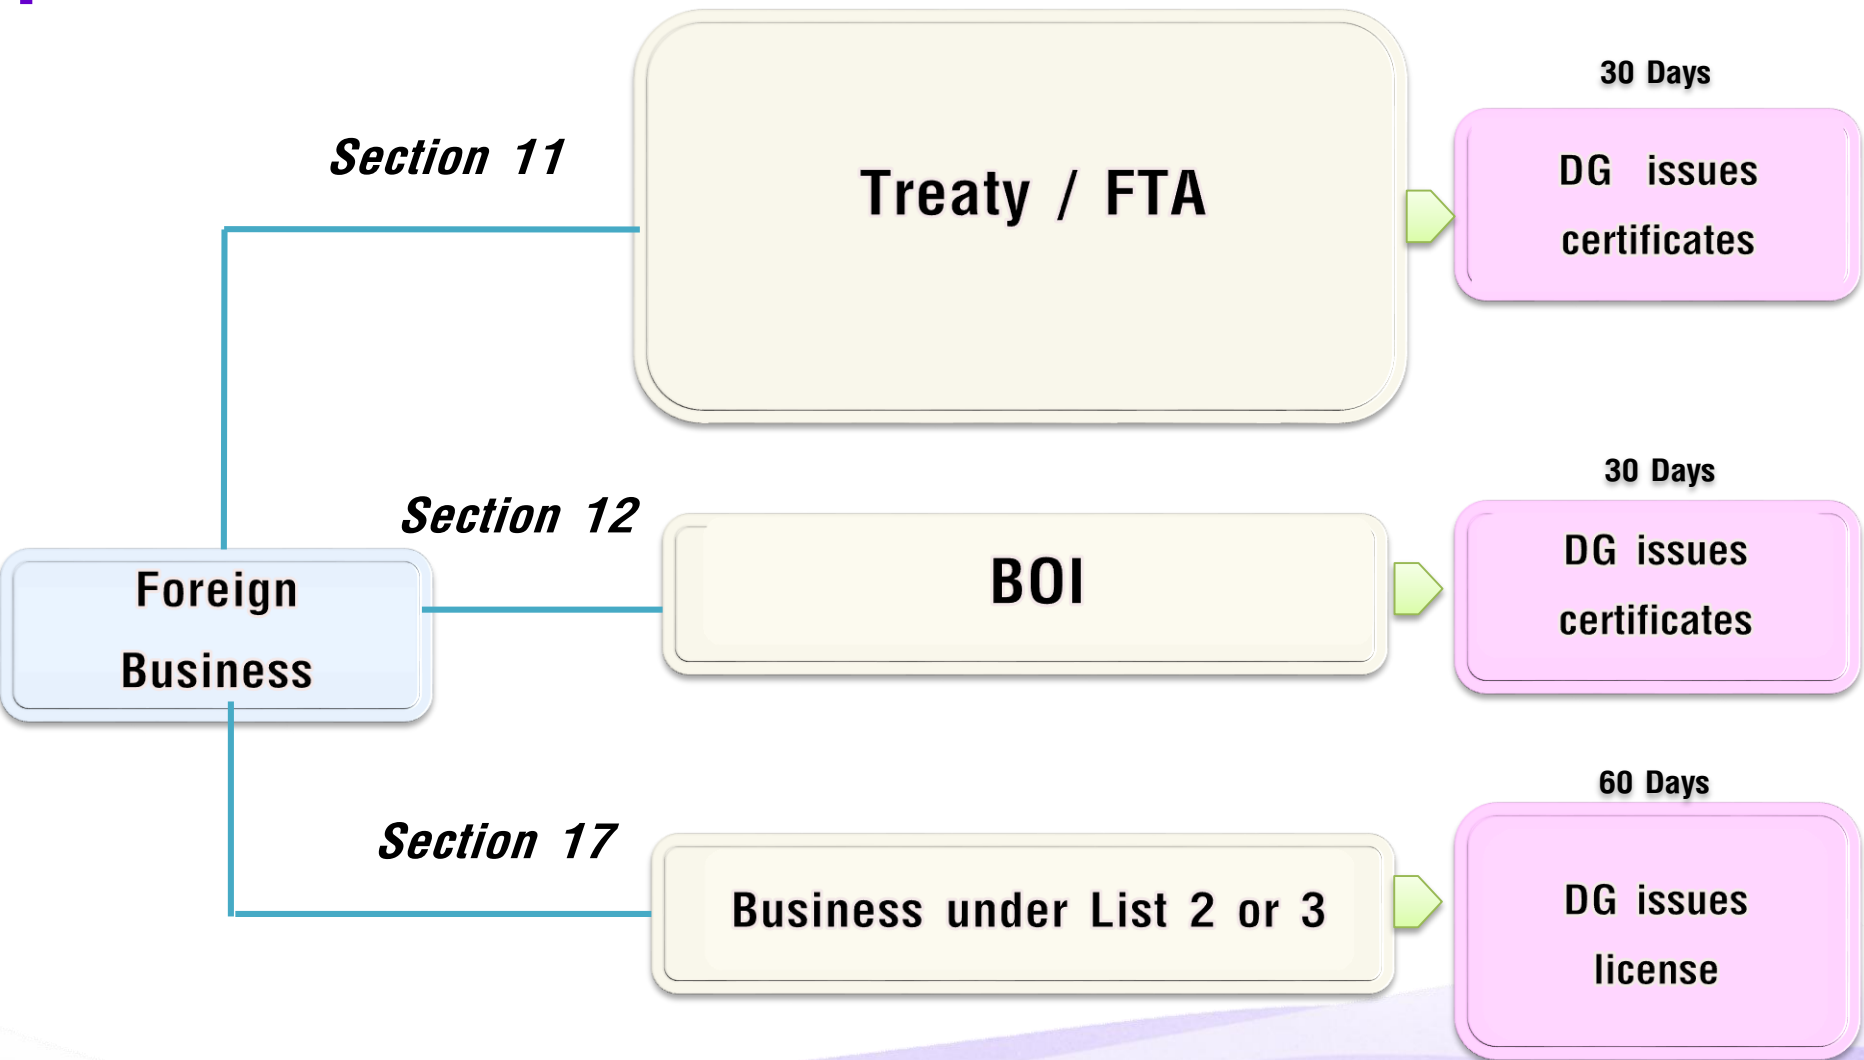 30 Days
Section 11
Treaty / FTA
DG issues
certificates
30 Days
Section 12
BOI
DG issues
certificates
Foreign
Business
60 Days
Section 17
Business under List 2 or 3
DG issues
license